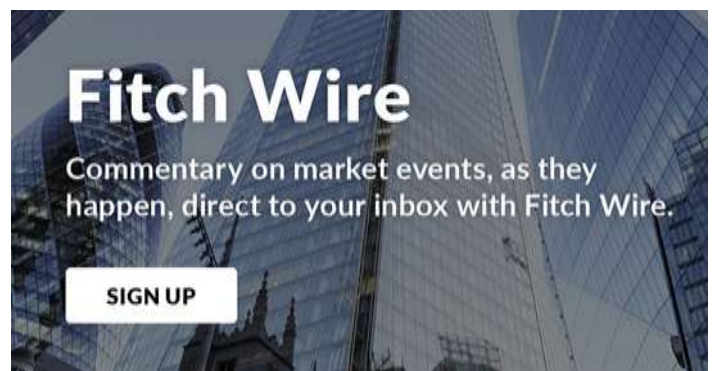 Fitch Wire
Commentary on market events, as they
happen, direct to your inbox with Fitch Wire.
SIGN UP